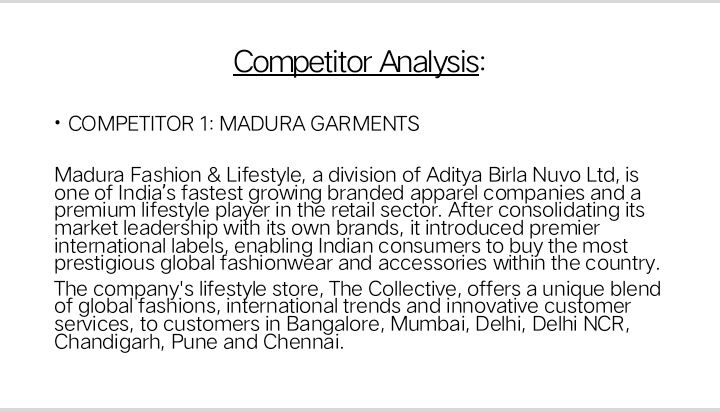 Competitor Analysis:
• COMPETITOR 1: MADURA GARMENTS
Madura Fashion & Lifestyle, a division of Aditya Birla Nuvo Ltd, is
one of India's fastest growing branded apparel companies and a
premium lifestyle player in the retail sector. After consolidating its
market leadership with its own brands, it introduced premier
international labels, enabling Indian consumers to buy the most
prestigious global fashionwear and accessories within the country.
The company's lifestyle store, The Collective, offers a unique blend
of global fashions, international trends and innovative customer
services, to customers in Bangalore, Mumbai, Delhi, Delhi NCR,
Chandigarh, Pune and Chennai.